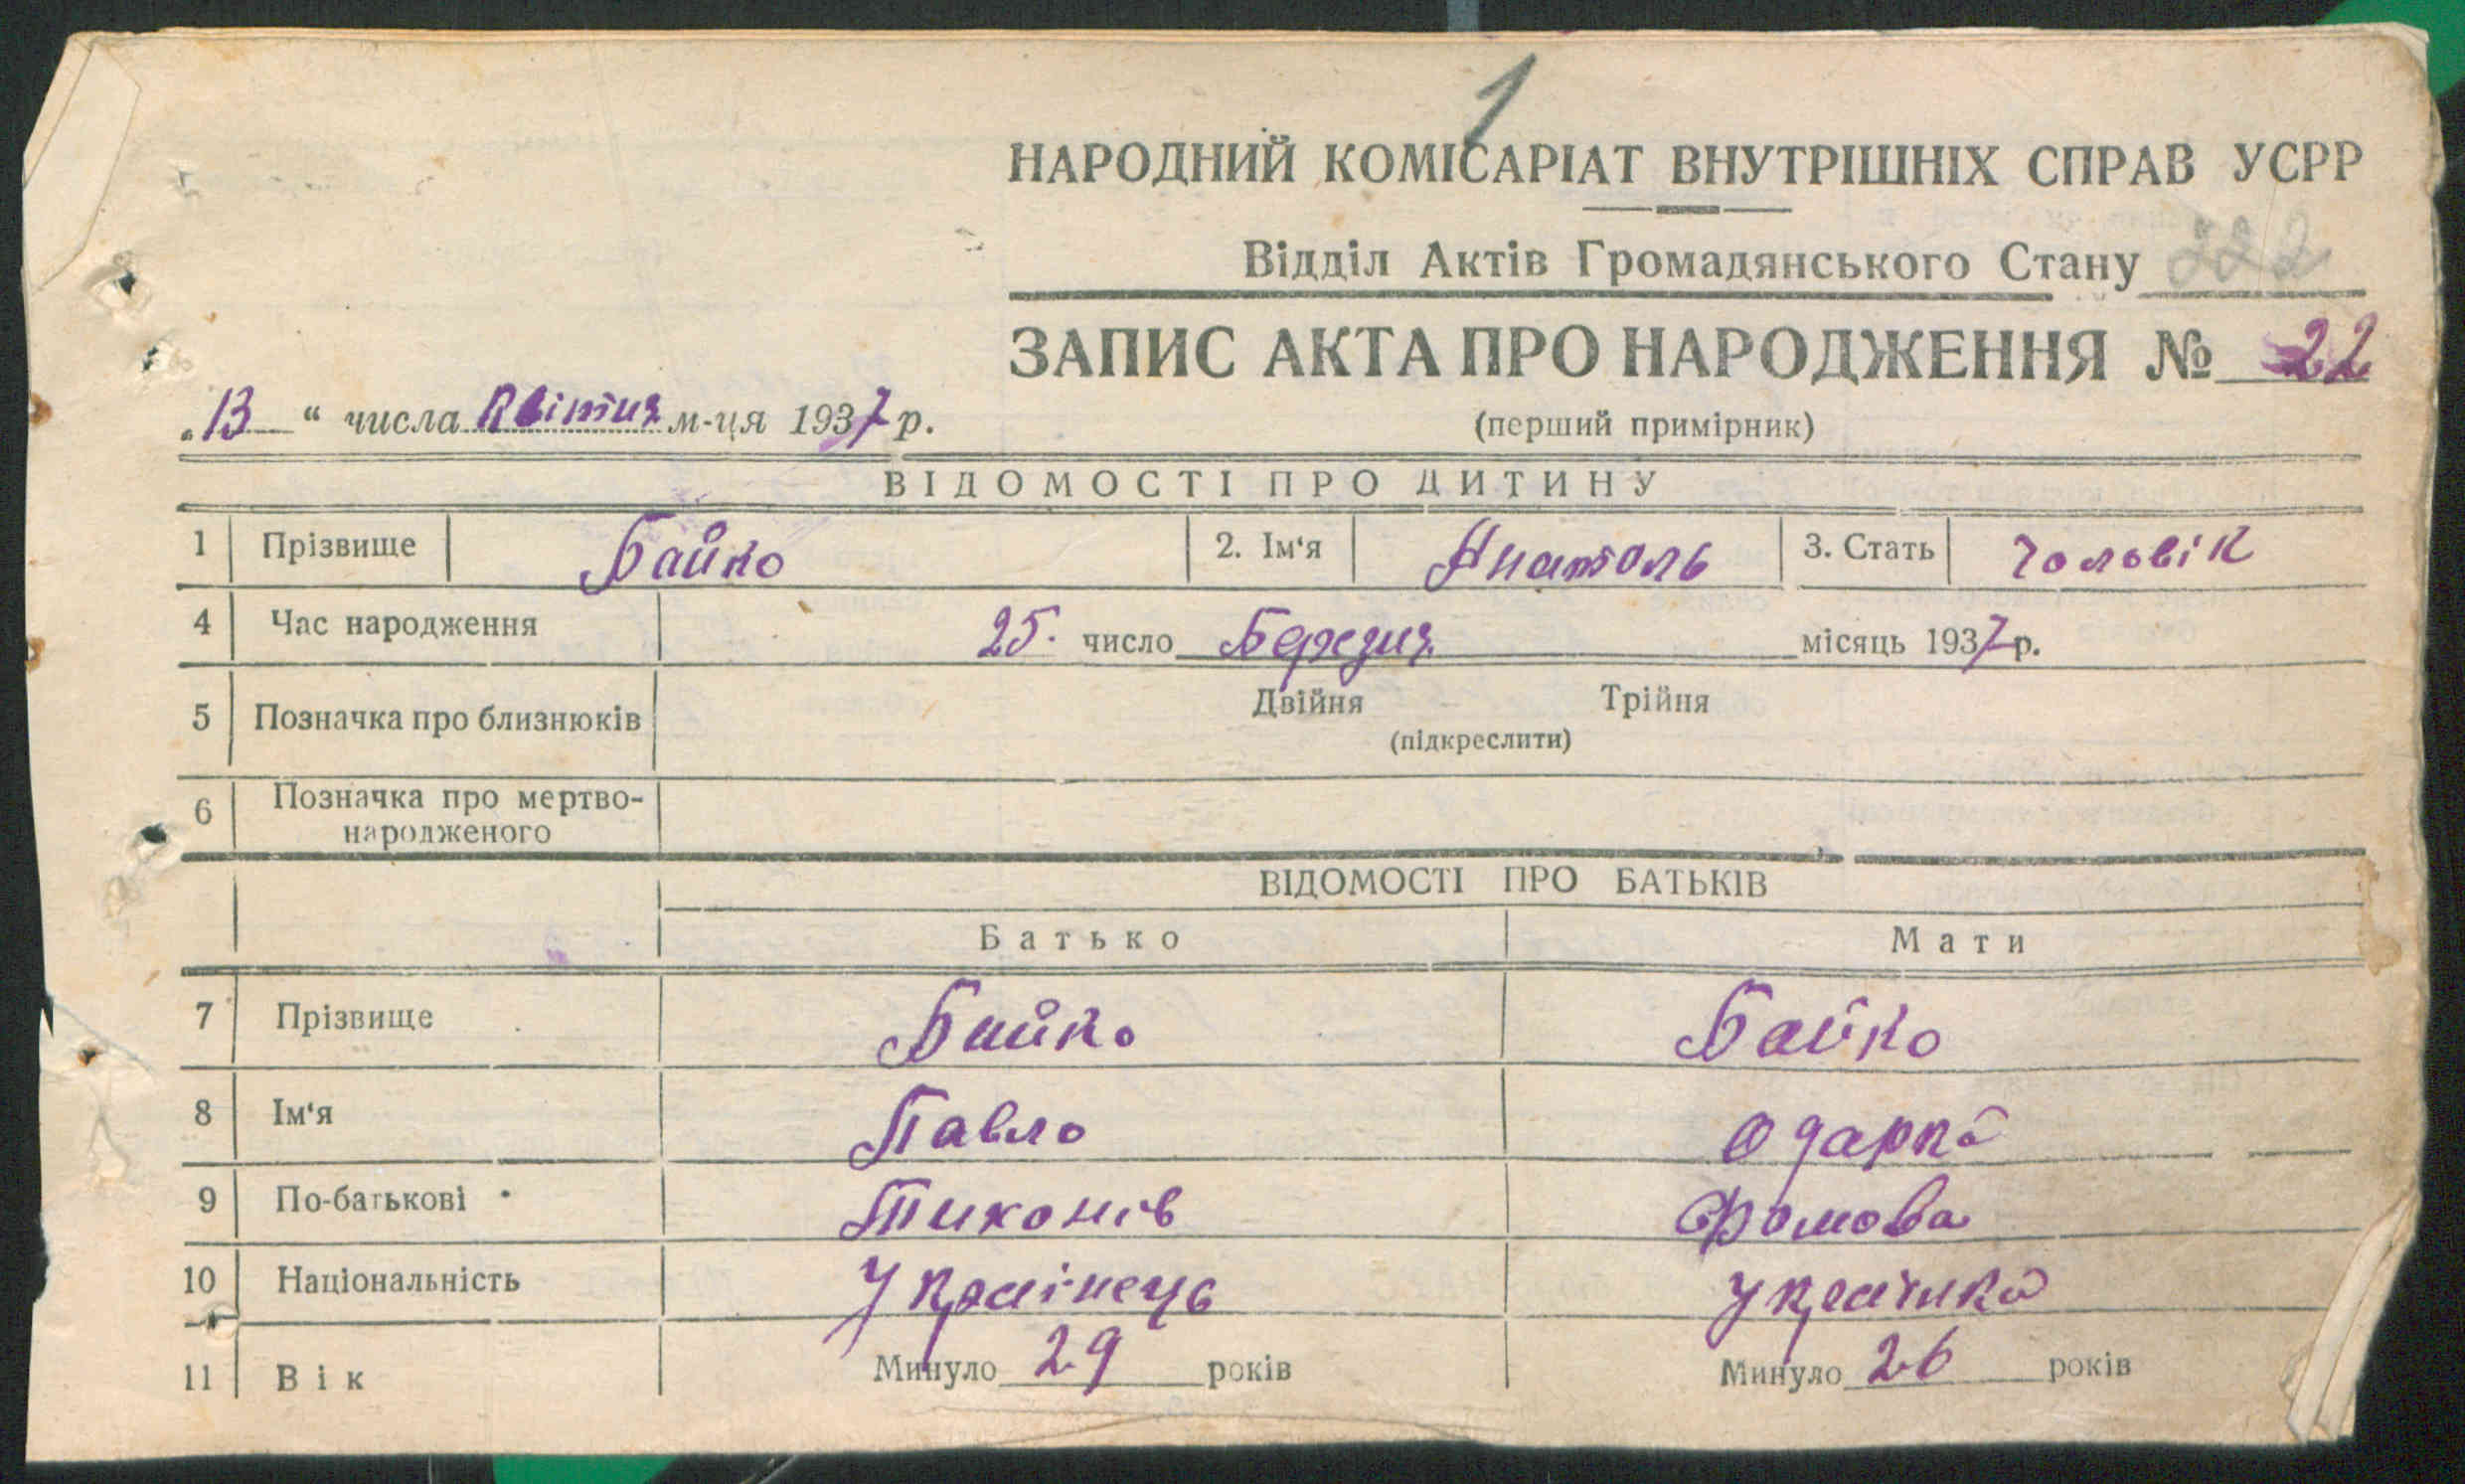 1
НАРОДНИЙ КОМІСАРІАТ ВНУТРІШНІХ СПРАВ УСРР
Відділ Актів Громадянського Стану 322
ЗАПИС АКТА ПРО НАРОДЖЕННЯ № 22
„13“ числа Квітня м-ця 1937 р.
(перший примірник)
ВІДОМОСТІ ПРО ДИТИНУ
1 Прізвище Байко 2. Ім‘я Анатоль 3. Стать Чоловік
4 Час народження 25. число Березня місяць 1937 р.
5 Позначка про близнюків Двійня Трійня
(підкреслити)
6 Позначка про мертво-
народженого
ВІДОМОСТІ ПРО БАТЬКІВ
Батько Мати
7 Прізвище Байко Байко
8 Ім‘я Павло Одарка
9 По-батькові Тихонів Фомова
10 Національність Українець Українка
11 Вік Минуло 29 років Минуло 26 років